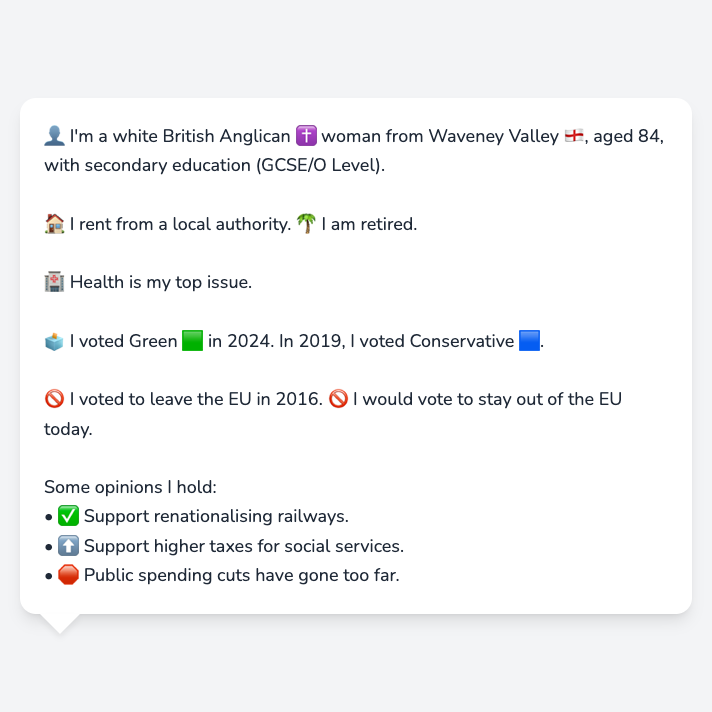 👤 I'm a white British Anglican ✝️ woman from Waveney Valley 🏴󠁧󠁢󠁥󠁮󠁧󠁿, aged 84,
with secondary education (GCSE/O Level).
🏠 I rent from a local authority. 🌴 I am retired.
🏥 Health is my top issue.
🗳️ I voted Green 🟩 in 2024. In 2019, I voted Conservative 🟦.
🚫 I voted to leave the EU in 2016. 🚫 I would vote to stay out of the EU
today.
Some opinions I hold:
• ✅ Support renationalising railways.
• ⬆️ Support higher taxes for social services.
• 🛑 Public spending cuts have gone too far.